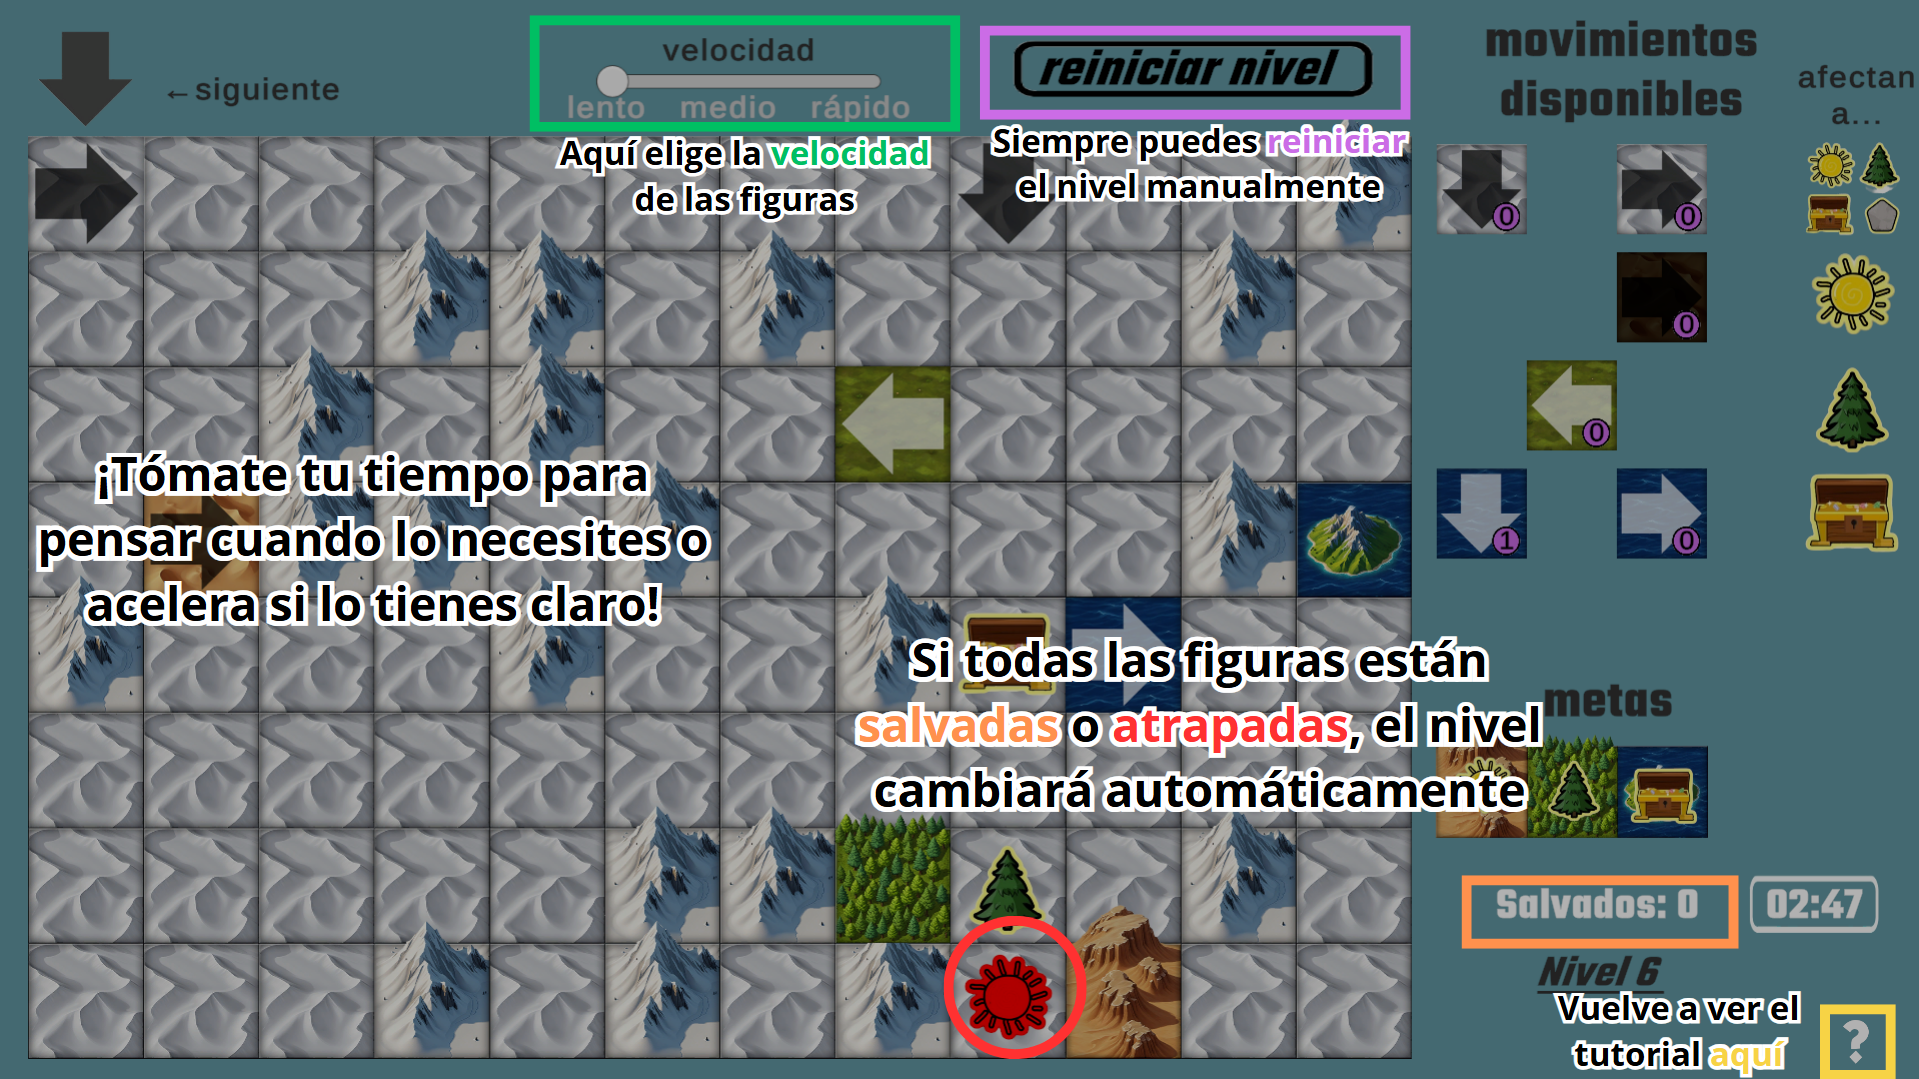 ←siguiente
velocidad
lento medio rápido
reiniciar nivel
movimientos
disponibles
afectan
a...
Aquí elige la velocidad
de las figuras
Siempre puedes reiniciar
el nivel manualmente
0
0
0
0
1
0
¡Tómate tu tiempo para
pensar cuando lo necesites o
acelera si lo tienes claro!
Si todas las figuras están
salvadas o atrapadas, el nivel
cambiará automáticamente
metas
Salvados: 0
02:47
Nivel 6
Vuelve a ver el
tutorial aquí
?